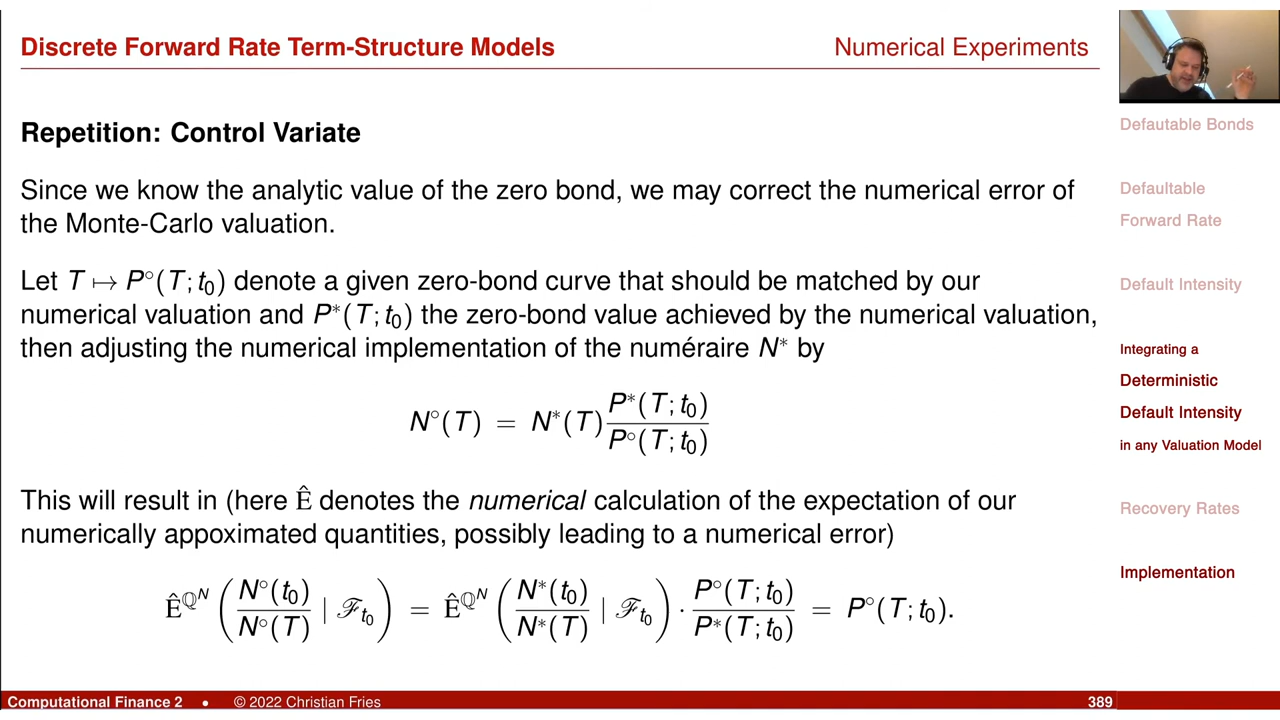 Discrete Forward Rate Term-Structure Models
Numerical Experiments
Repetition: Control Variate
Since we know the analytic value of the zero bond, we may correct the numerical error of
the Monte-Carlo valuation.
Let T ↦ P°(T; t₀) denote a given zero-bond curve that should be matched by our
numerical valuation and P*(T; t₀) the zero-bond value achieved by the numerical valuation,
then adjusting the numerical implementation of the numéraire N* by
N°(T) = N*(T) P*(T; t₀) / P°(T; t₀)
This will result in (here Ê denotes the numerical calculation of the expectation of our
numerically appoximated quantities, possibly leading to a numerical error)
Ê^ℚ^N ( N°(t₀) / N°(T) | ℱ_t₀ ) = Ê^ℚ^N ( N*(t₀) / N*(T) | ℱ_t₀ ) · P°(T; t₀) / P*(T; t₀) = P°(T; t₀).
Defautable Bonds
Defaultable
Forward Rate
Default Intensity
Integrating a
Deterministic
Default Intensity
in any Valuation Model
Recovery Rates
Implementation
Computational Finance 2 • © 2022 Christian Fries
389